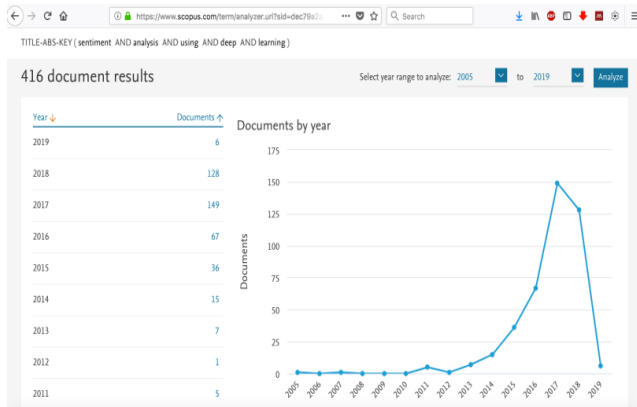 https://www.scopus.com/term/analyzer.uri?sid=dec79a2
Search
TITLE-ABS-KEY ( sentiment AND analysis AND using AND deep AND learning )
416 document results
Select year range to analyze: 2005 to 2019 Analyze
Year Documents
2019 6
2018 128
2017 149
2016 67
2015 36
2014 15
2013 7
2012 1
2011 5
Documents by year
Documents
175
150
125
100
75
50
25
0
2005 2006 2007 2008 2009 2010 2011 2012 2013 2014 2015 2016 2017 2018 2019